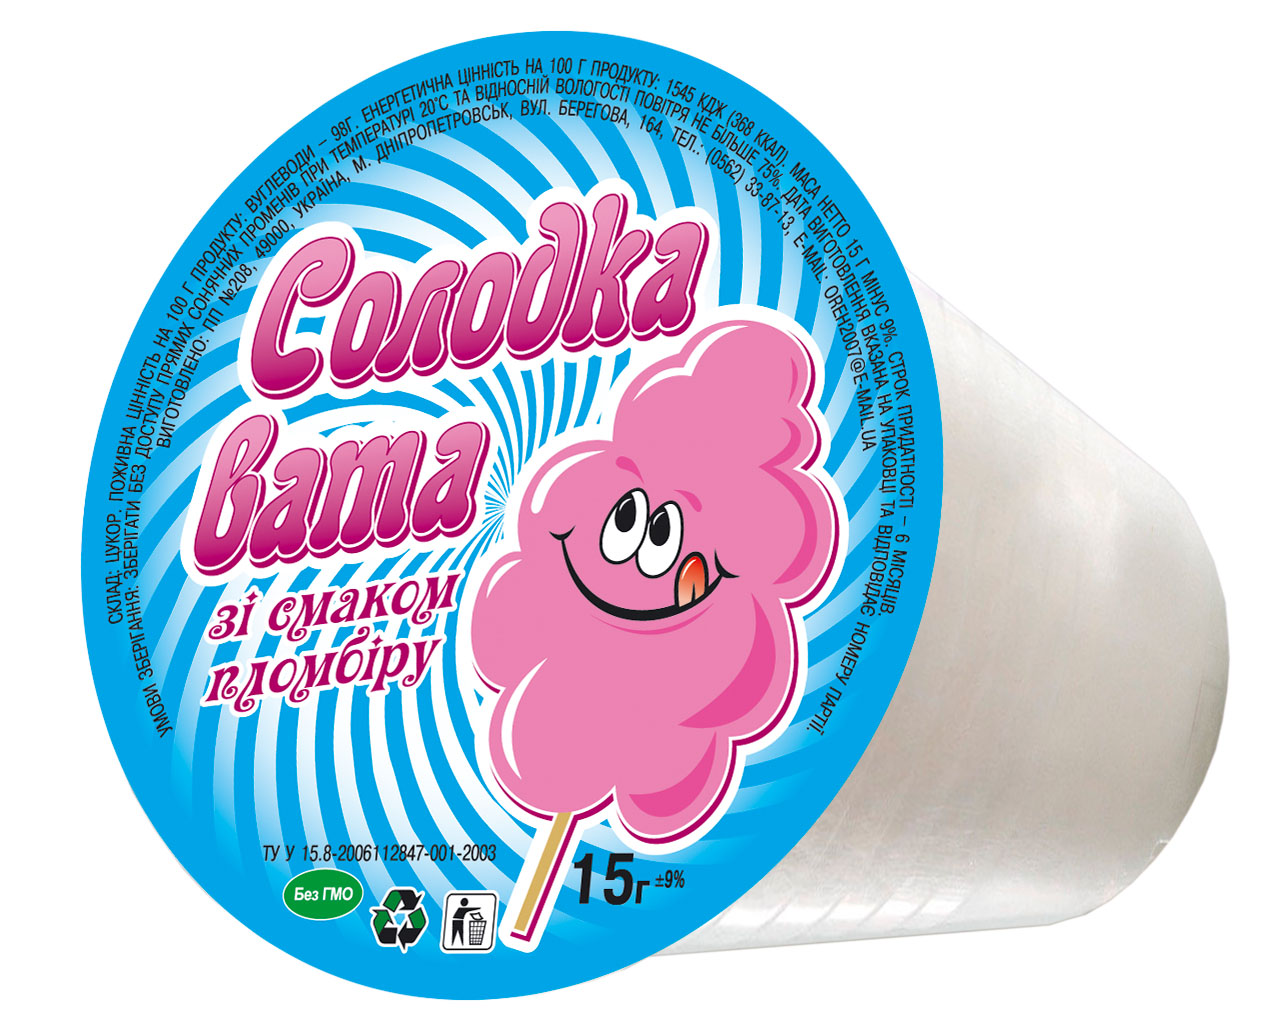 СКЛАД: ЦУКОР. ПОЖИВНА ЦІННІСТЬ НА 100 Г ПРОДУКТУ: ВУГЛЕВОДИ – 98Г. ЕНЕРГЕТИЧНА ЦІННІСТЬ НА 100 Г ПРОДУКТУ: 1545 КДЖ (368 ККАЛ). МАСА НЕТТО 15 Г МІНУС 9%. СТРОК ПРИДАТНОСТІ – 6 МІСЯЦІВ.
УМОВИ ЗБЕРІГАННЯ: ЗБЕРІГАТИ БЕЗ ДОСТУПУ ПРЯМИХ СОНЯЧНИХ ПРОМЕНІВ ПРИ ТЕМПЕРАТУРІ 20°С ТА ВІДНОСНІЙ ВОЛОГОСТІ ПОВІТРЯ НЕ БІЛЬШЕ 75%. ДАТА ВИГОТОВЛЕННЯ ВКАЗАНА НА УПАКОВЦІ ТА ВІДПОВІДАЄ НОМЕРУ ПАРТІЇ.
ВИГОТОВЛЕНО: ПП №208, 49000, УКРАЇНА, М. ДНІПРОПЕТРОВСЬК, ВУЛ. БЕРЕГОВА, 164, ТЕЛ.: (0562) 33-87-13, E-MAIL: OREH2007@E-MAIL.UA
Солодка
вата
зі смаком
пломбіру
ТУ У 15.8-2006112847-001-2003
Без ГМО
15г ±9%